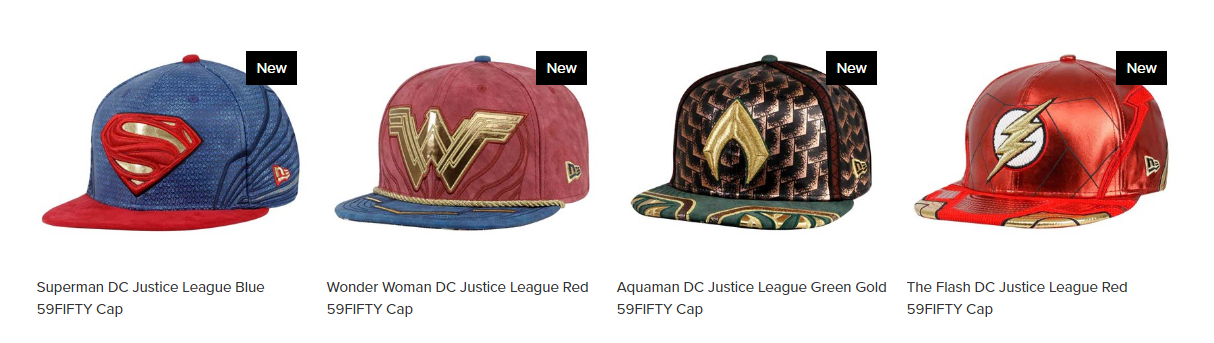 New
New
New
New
Superman DC Justice League Blue
59FIFTY Cap
Wonder Woman DC Justice League Red
59FIFTY Cap
Aquaman DC Justice League Green Gold
59FIFTY Cap
The Flash DC Justice League Red
59FIFTY Cap